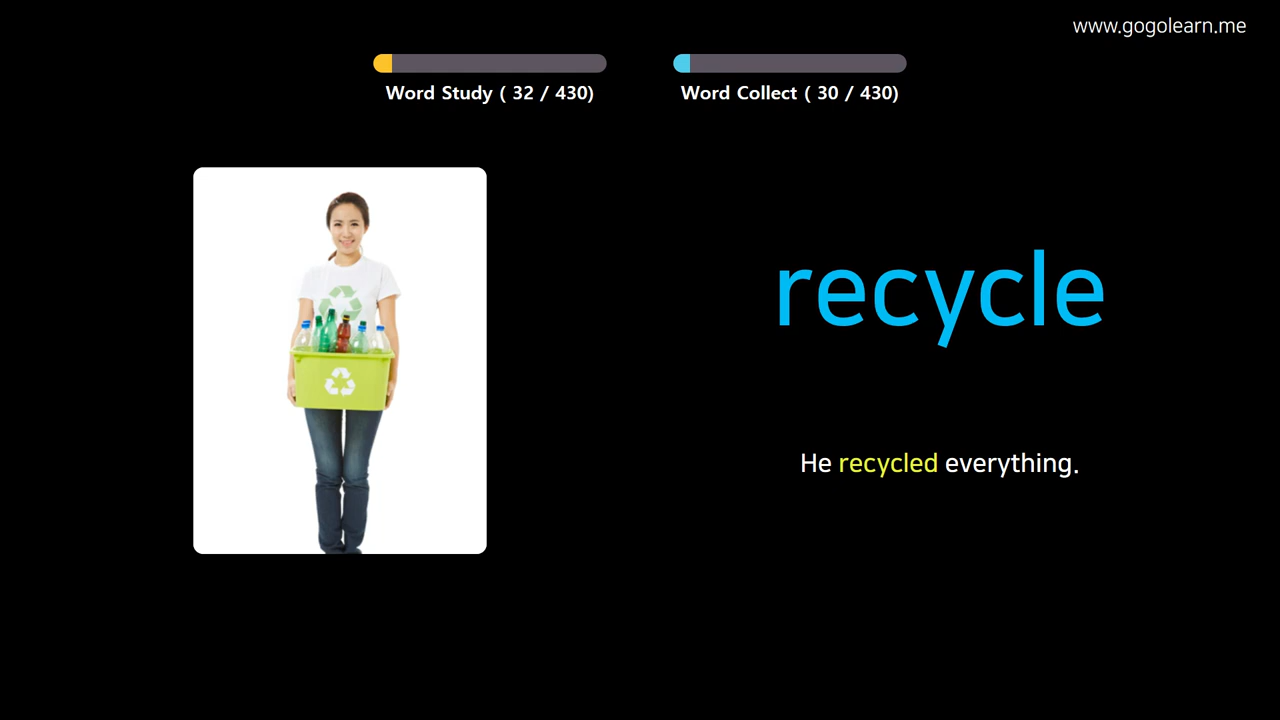 www.gogolearn.me
Word Study ( 32 / 430)
Word Collect ( 30 / 430)
recycle
He recycled everything.